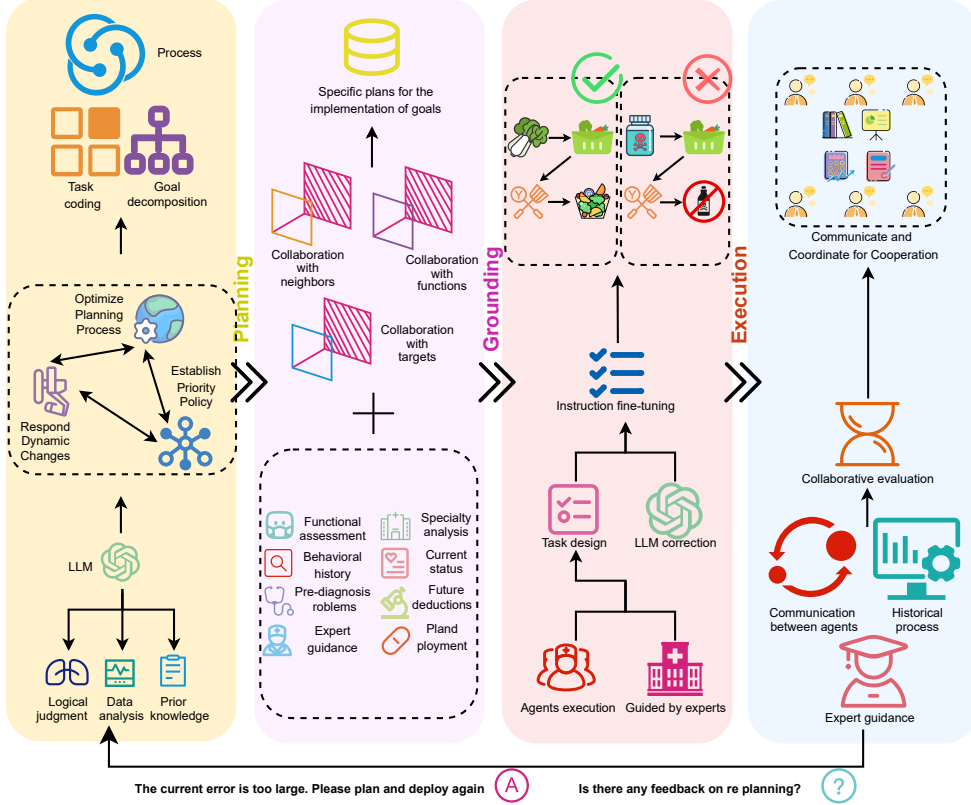 Process
Task
coding
Goal
decomposition
Optimize
Planning
Process
Establish
Priority
Policy
Respond
Dynamic
Changes
LLM
Logical
judgment
Data
analysis
Prior
knowledge
Planning
Specific plans for the
implementation of goals
Collaboration
with
neighbors
Collaboration
with
functions
Collaboration
with
targets
Functional
assessment
Specialty
analysis
Behavioral
history
Current
status
Pre-diagnosis
roblems
Future
deductions
Expert
guidance
Pland
ployment
Grounding
Instruction fine-tuning
Task design
LLM correction
Agents execution
Guided by experts
Execution
Communicate and
Coordinate for Cooperation
Collaborative evaluation
Communication
between agents
Historical
process
Expert guidance
The current error is too large. Please plan and deploy again
A
Is there any feedback on re planning?
?